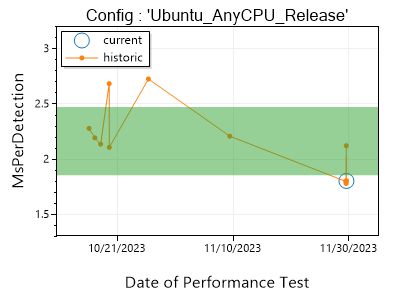 Config : 'Ubuntu_AnyCPU_Release'
current
historic
3
2.5
2
1.5
MsPerDetection
10/21/2023
11/10/2023
11/30/2023
Date of Performance Test